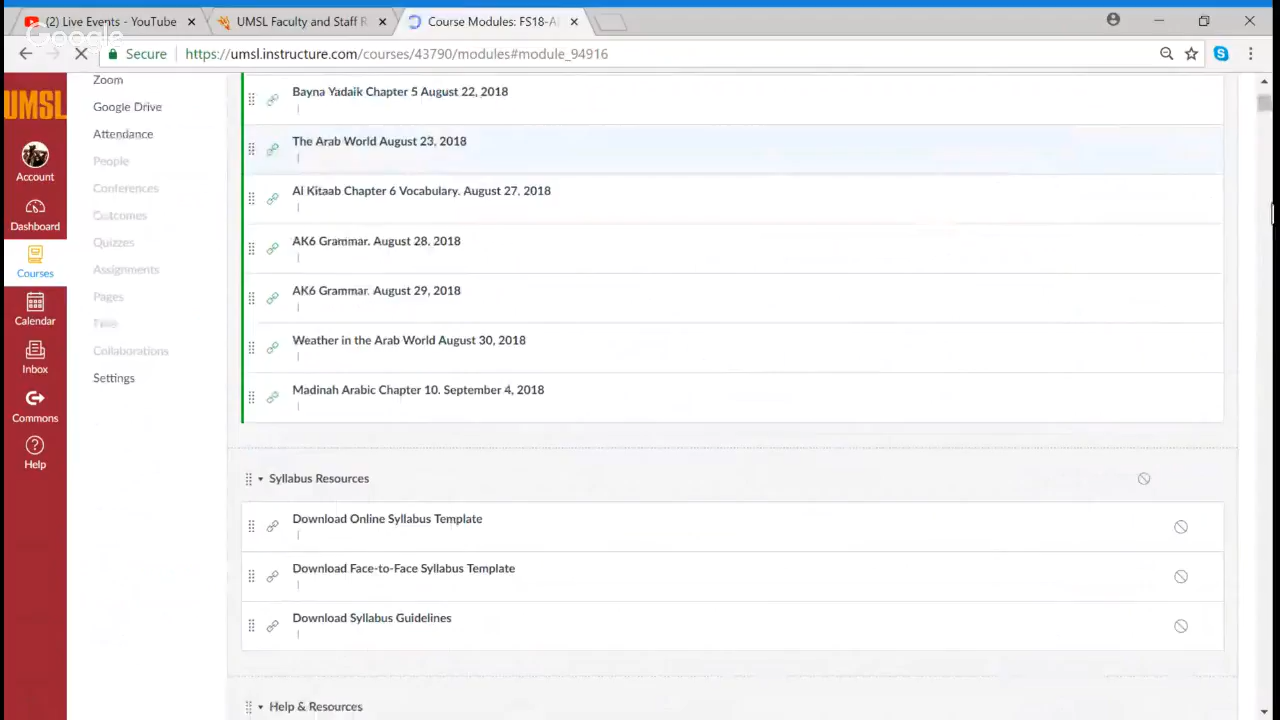 (2) Live Events - YouTube
UMSL Faculty and Staff R
Course Modules: FS18-A
Google
Secure
https://umsl.instructure.com/courses/43790/modules#module_94916
UMSL
Account
Dashboard
Courses
Calendar
Inbox
Commons
Help
Zoom
Google Drive
Attendance
People
Conferences
Outcomes
Quizzes
Assignments
Pages
Files
Collaborations
Settings
Bayna Yadaik Chapter 5 August 22, 2018
The Arab World August 23, 2018
Al Kitaab Chapter 6 Vocabulary. August 27, 2018
AK6 Grammar. August 28, 2018
AK6 Grammar. August 29, 2018
Weather in the Arab World August 30, 2018
Madinah Arabic Chapter 10. September 4, 2018
Syllabus Resources
Download Online Syllabus Template
Download Face-to-Face Syllabus Template
Download Syllabus Guidelines
Help & Resources